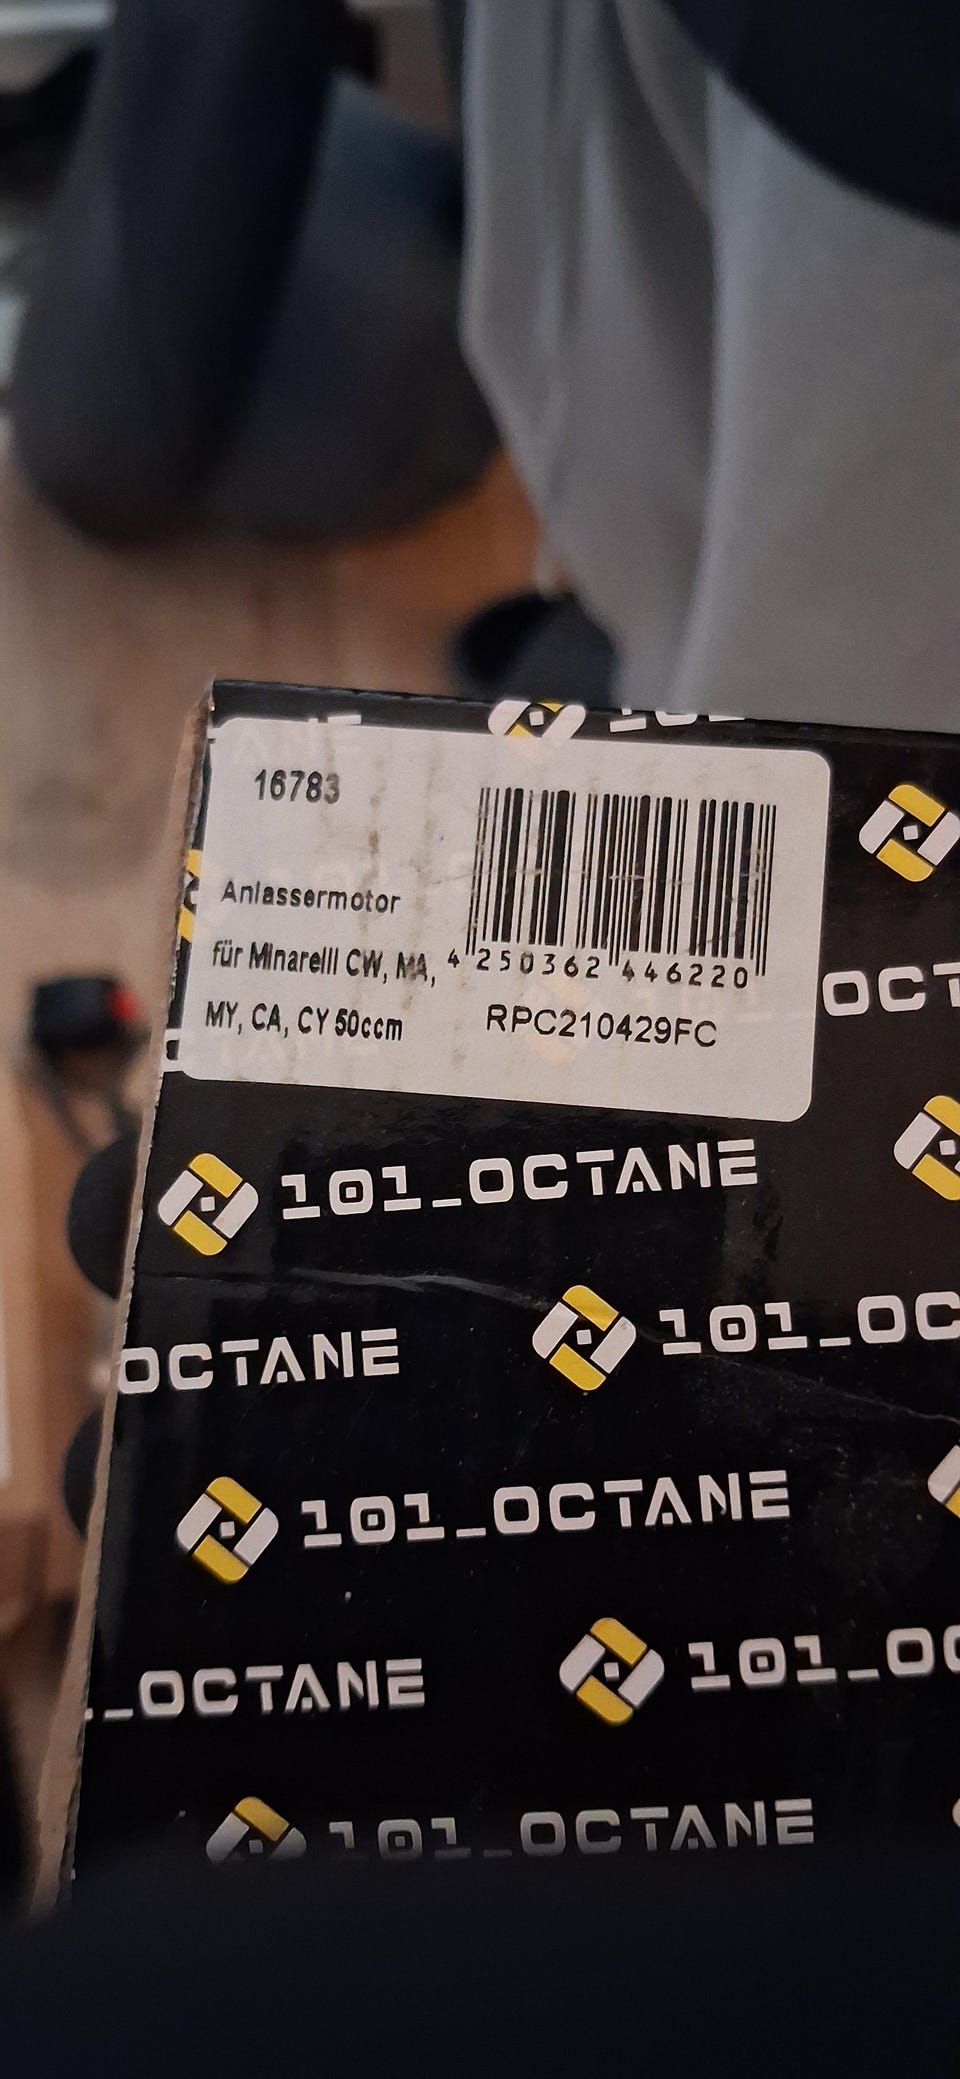 16783
Anlassermotor
für Minarelli CW, MA,
MY, CA, CY 50ccm
4 250362 446220
RPC210429FC
OCT
101_OCTANE
101_OC
OCTANE
101_OCTANE
101_OC
_OCTANE
101_OCTANE